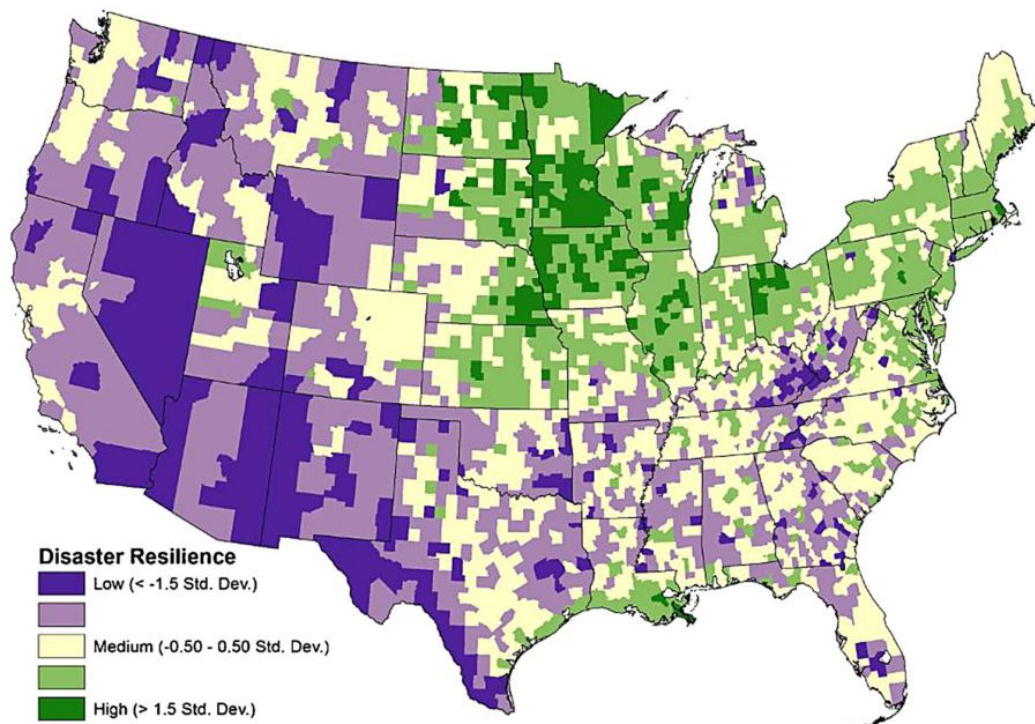 Disaster Resilience
Low (< -1.5 Std. Dev.)
Medium (-0.50 - 0.50 Std. Dev.)
High (> 1.5 Std. Dev.)